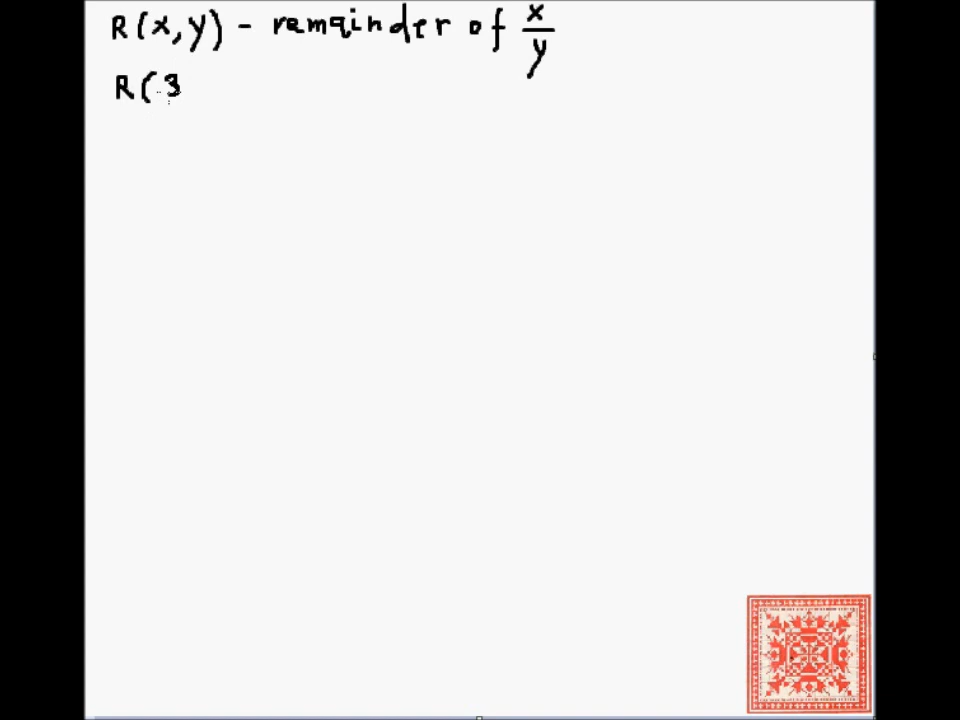 R(x,y) - remainder of x/y
R(3